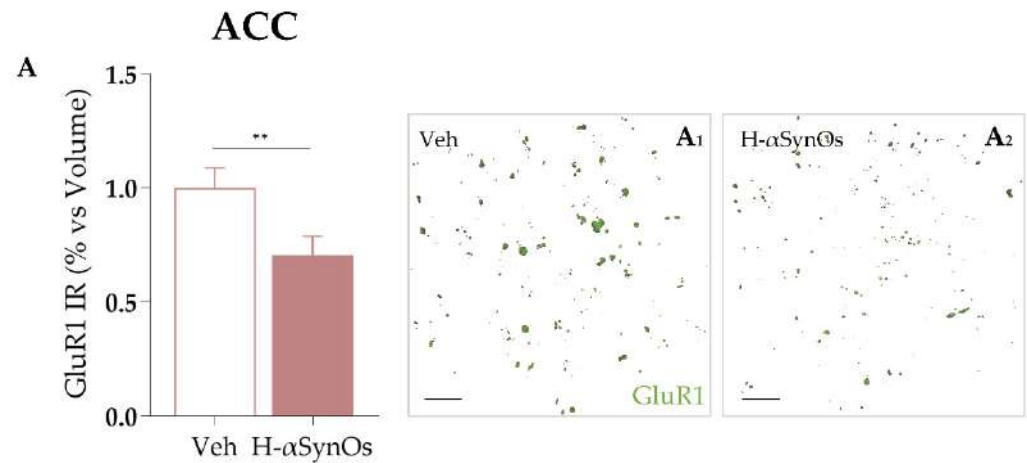 ACC
A
GluR1 IR (% vs Volume)
1.5
1.0
0.5
0.0
**
Veh
H-αSynOs
Veh
A1
GluR1
H-αSynOs
A2